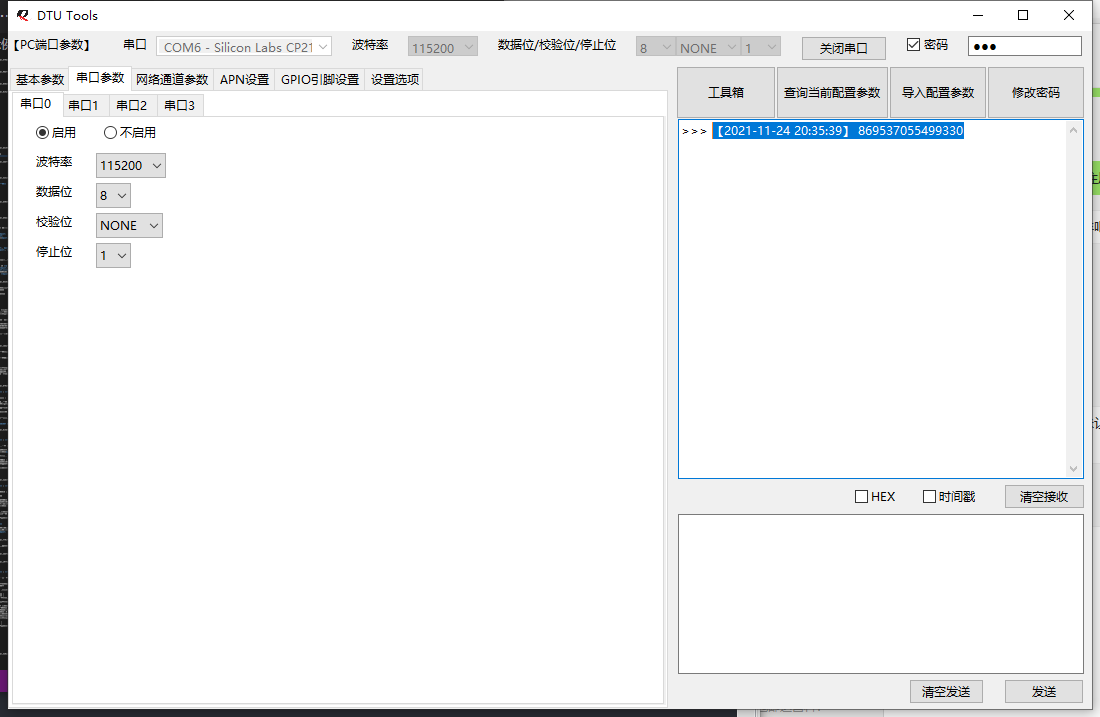 DTU Tools
【PC端口参数】 串口 COM6 - Silicon Labs CP21 波特率 115200 数据位/校验位/停止位 8 NONE 1 关闭串口 密码 ●●●
基本参数 串口参数 网络通道参数 APN设置 GPIO引脚设置 设置选项
工具箱 查询当前配置参数 导入配置参数 修改密码
串口0 串口1 串口2 串口3
启用 不启用
>>> 【2021-11-24 20:35:39】 869537055499330
波特率 115200
数据位 8
校验位 NONE
停止位 1
HEX 时间戳 清空接收
清空发送 发送